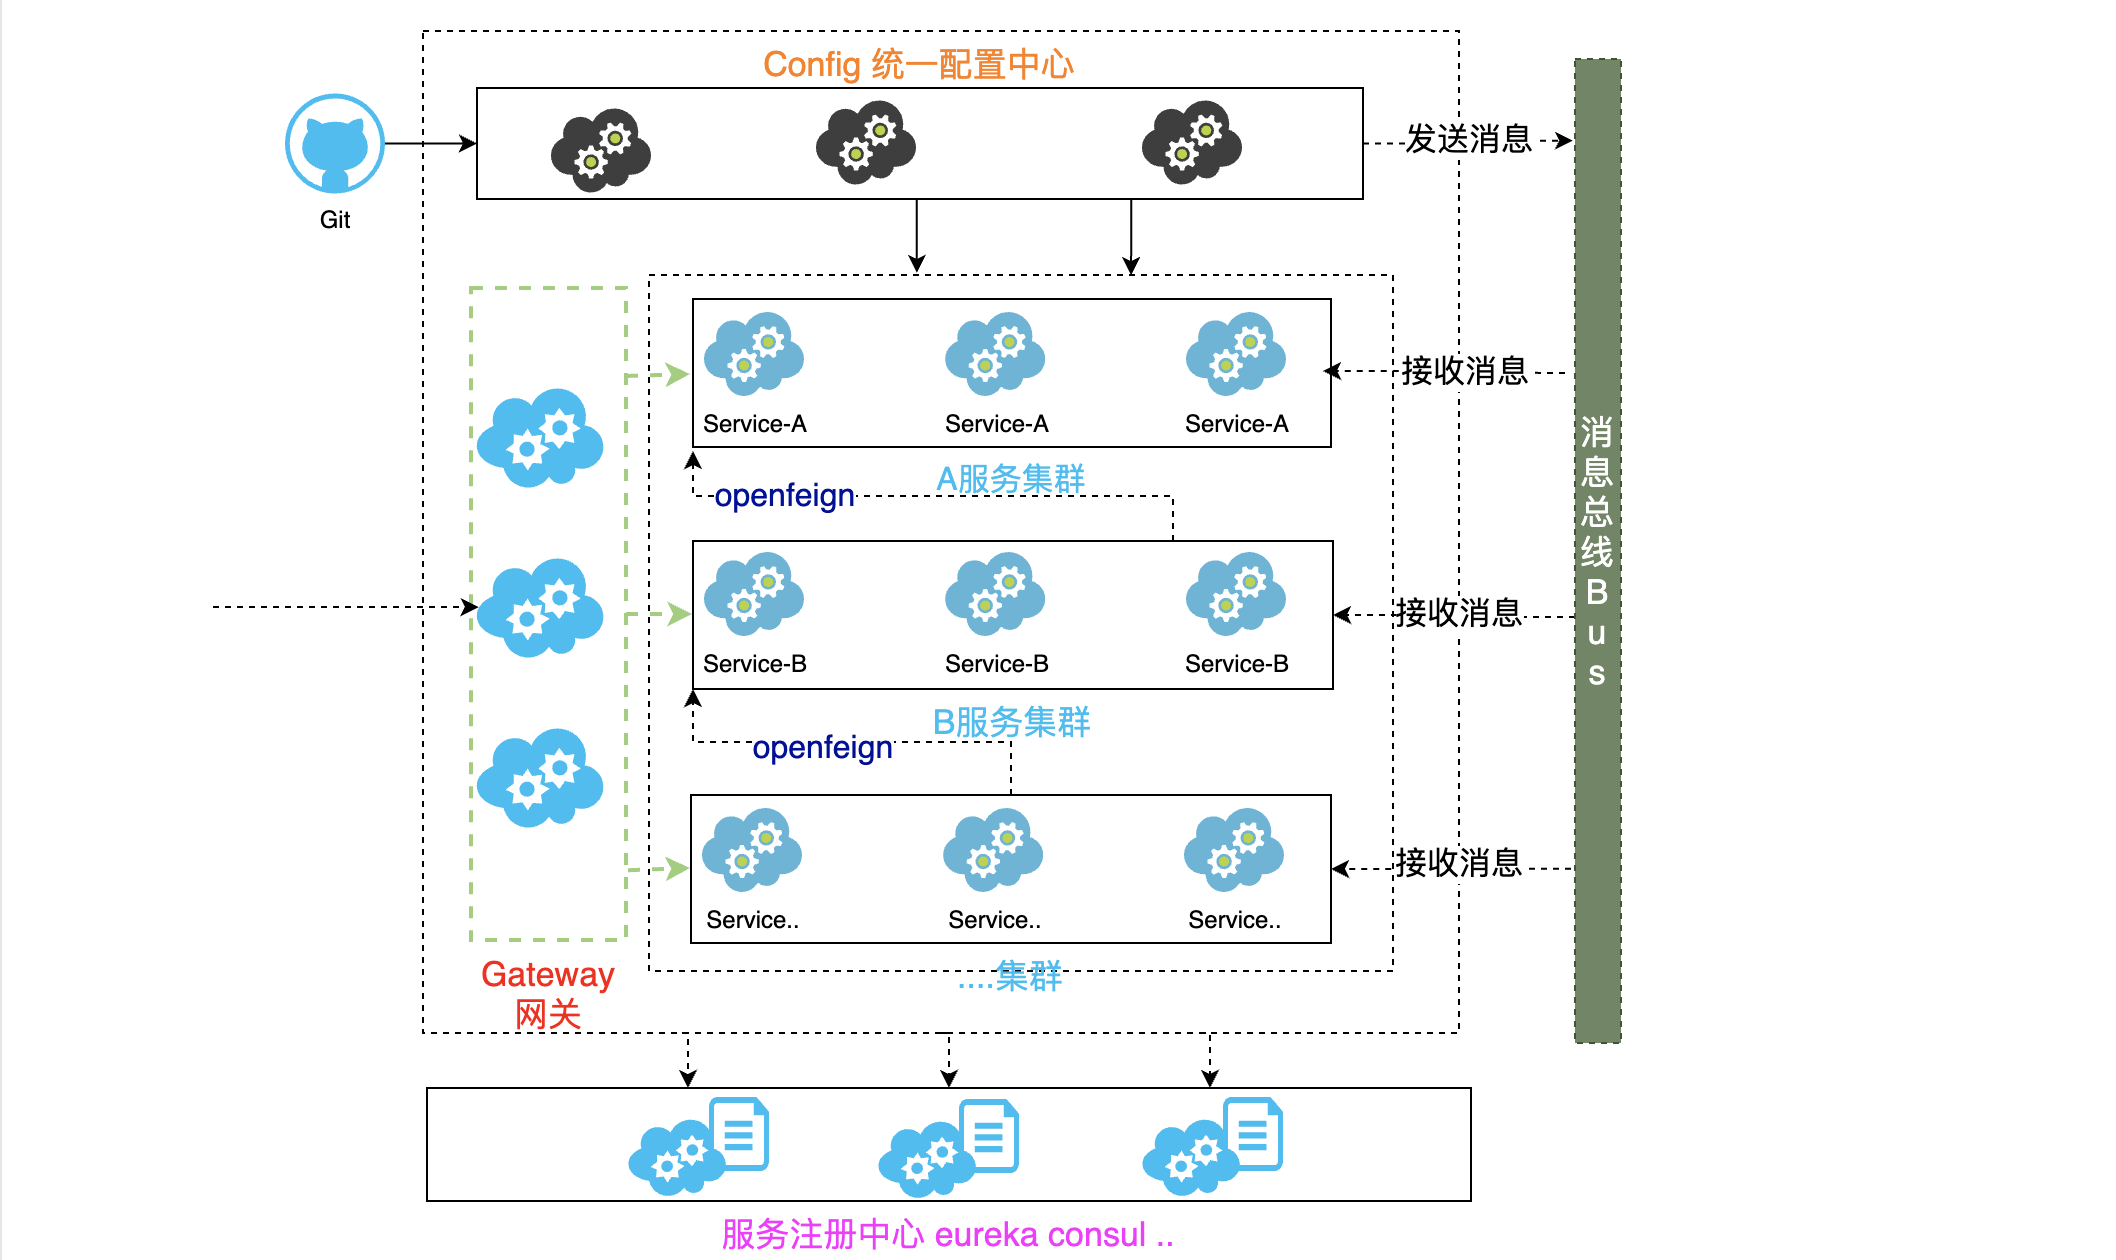 Config 统一配置中心
Git
发送消息
Service-A
Service-A
Service-A
接收消息
A服务集群
openfeign
Service-B
Service-B
Service-B
接收消息
B服务集群
openfeign
Service..
Service..
Service..
接收消息
....集群
Gateway
网关
消息总线Bus
服务注册中心 eureka consul ..